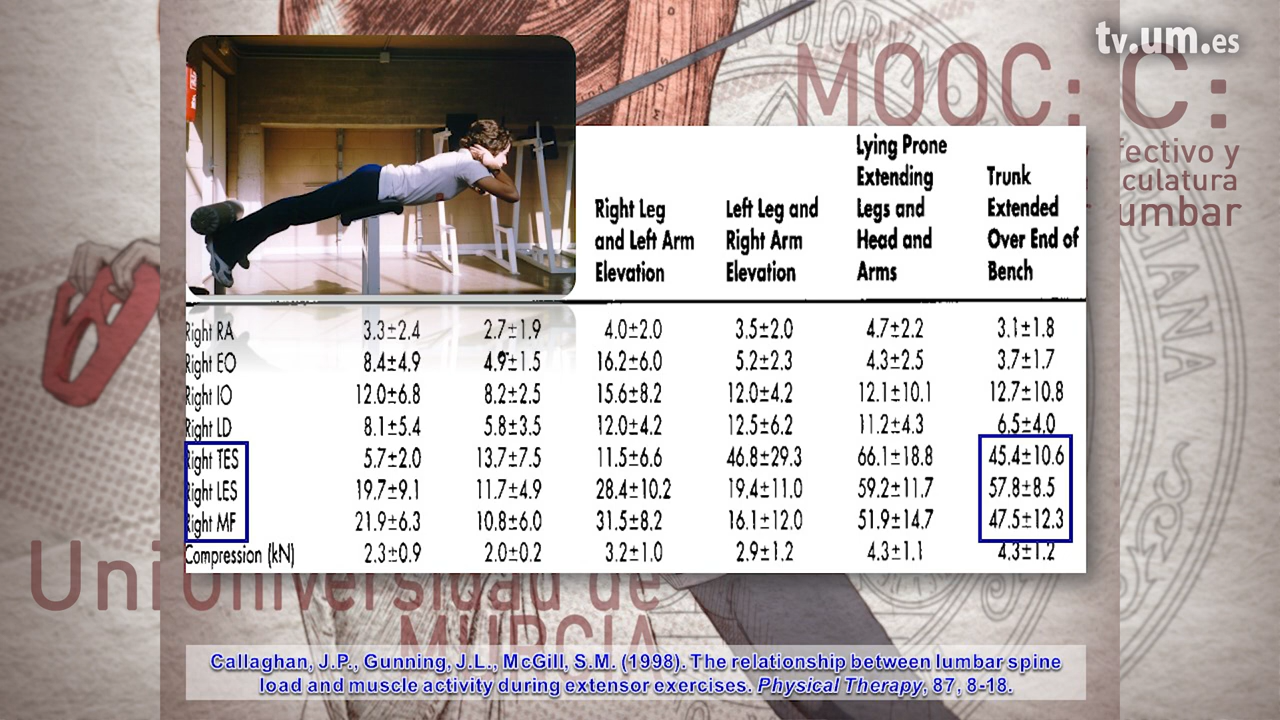 tv.um.es
MOOC: C:
fectivo y
culatura
umbar
Right Leg
and Left Arm
Elevation
Left Leg and
Right Arm
Elevation
Lying Prone
Extending
Legs and
Head and
Arms
Trunk
Extended
Over End of
Bench
Right RA 3.3±2.4 2.7±1.9 4.0±2.0 3.5±2.0 4.7±2.2 3.1±1.8
Right EO 8.4±4.9 4.9±1.5 16.2±6.0 5.2±2.3 4.3±2.5 3.7±1.7
Right IO 12.0±6.8 8.2±2.5 15.6±8.2 12.0±4.2 12.1±10.1 12.7±10.8
Right LD 8.1±5.4 5.8±3.5 12.0±4.2 12.5±6.2 11.2±4.3 6.5±4.0
Right TES 5.7±2.0 13.7±7.5 11.5±6.6 46.8±29.3 66.1±18.8 45.4±10.6
Right LES 19.7±9.1 11.7±4.9 28.4±10.2 19.4±11.0 59.2±11.7 57.8±8.5
Right MF 21.9±6.3 10.8±6.0 31.5±8.2 16.1±12.0 51.9±14.7 47.5±12.3
Compression (kN) 2.3±0.9 2.0±0.2 3.2±1.0 2.9±1.2 4.3±1.1 4.3±1.2
Uni Universidad de
MURCIA
Callaghan, J.P., Gunning, J.L., McGill, S.M. (1998). The relationship between lumbar spine
load and muscle activity during extensor exercises. Physical Therapy, 87, 8-18.